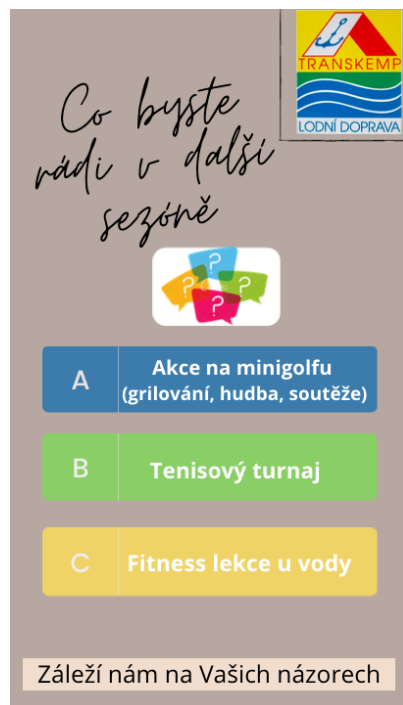 TRANSKEMP
LODNÍ DOPRAVA
Co byste
rádi v další
sezóně
? ? ? ?
A Akce na minigolfu
(grilování, hudba, soutěže)
B Tenisový turnaj
C Fitness lekce u vody
Záleží nám na Vašich názorech